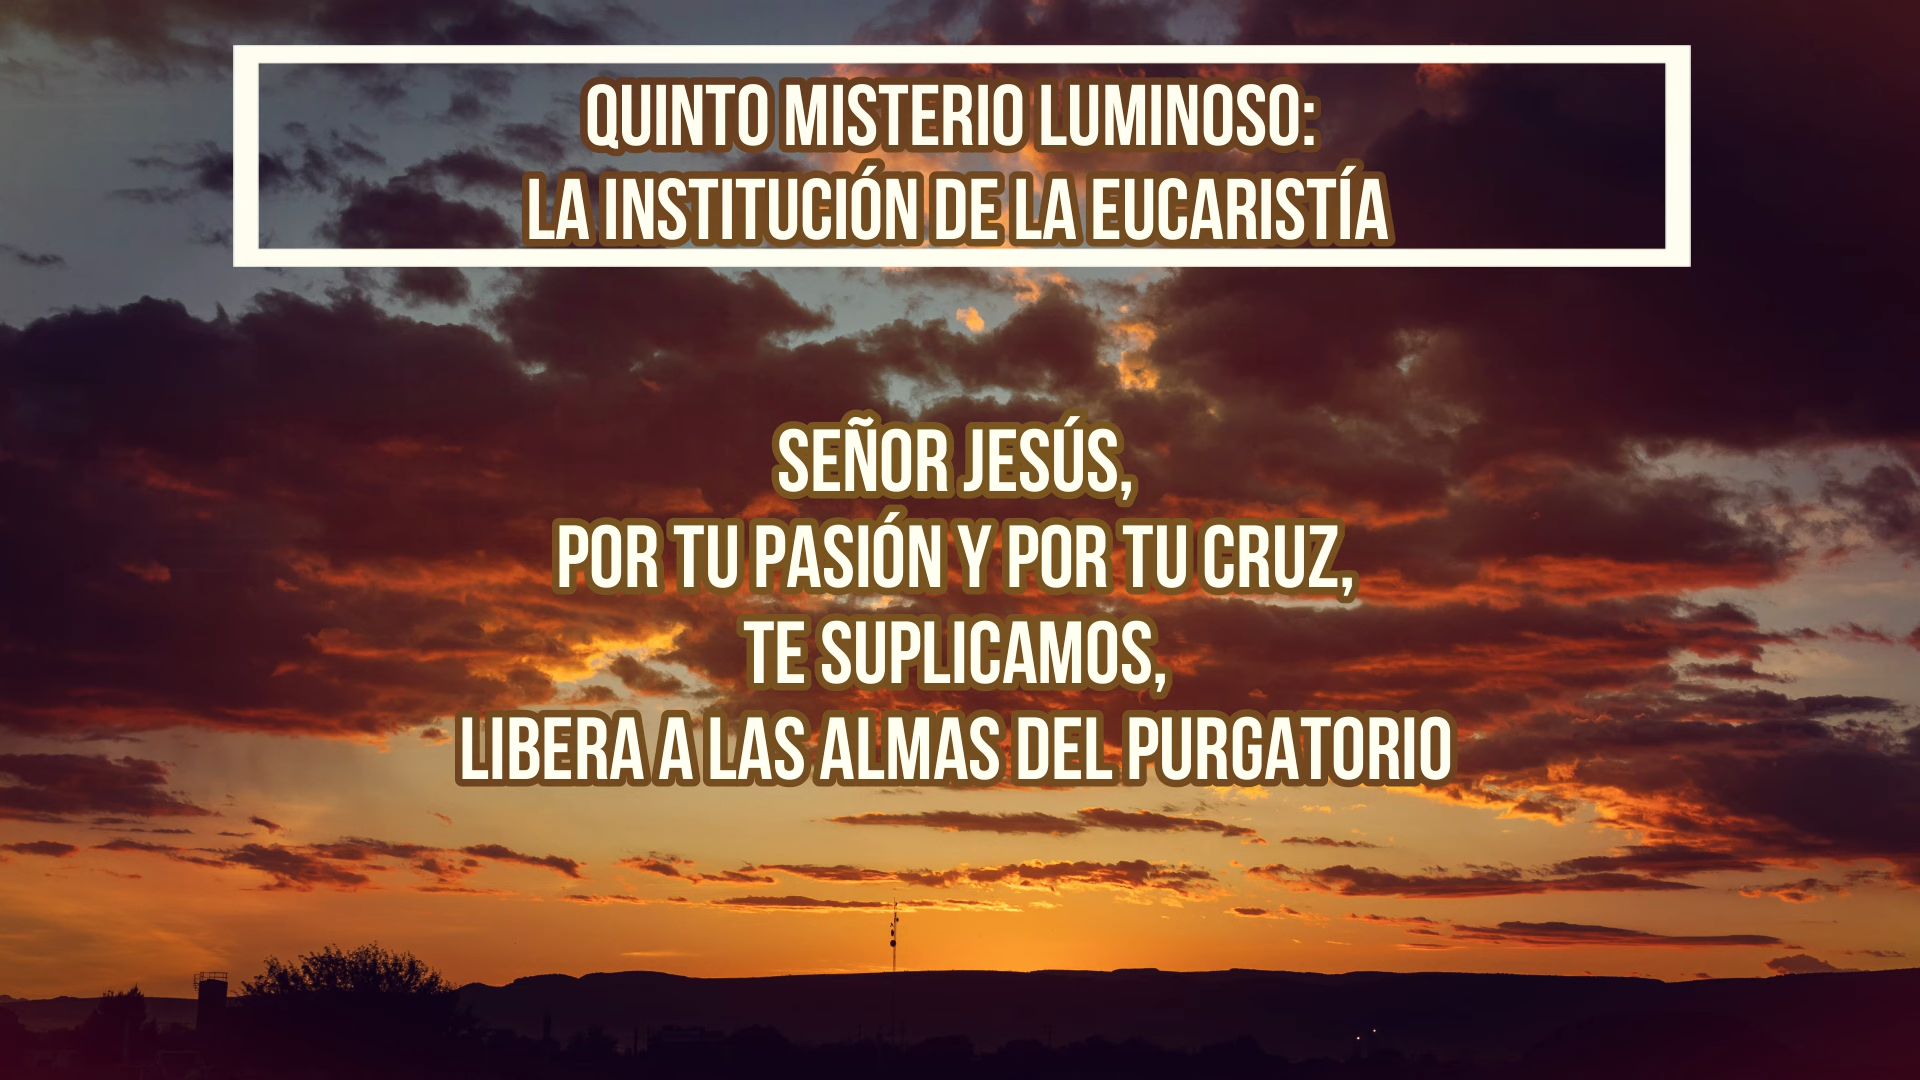 QUINTO MISTERIO LUMINOSO:
LA INSTITUCIÓN DE LA EUCARISTÍA
SEÑOR JESÚS,
POR TU PASIÓN Y POR TU CRUZ,
TE SUPLICAMOS,
LIBERA A LAS ALMAS DEL PURGATORIO